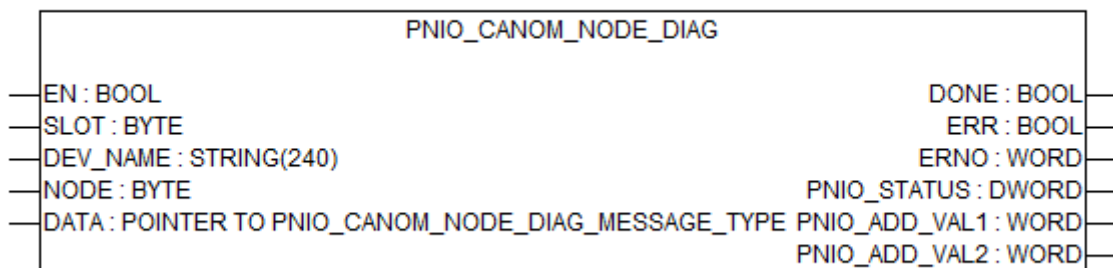 PNIO_CANOM_NODE_DIAG
EN : BOOL DONE : BOOL
SLOT : BYTE ERR : BOOL
DEV_NAME : STRING(240) ERNO : WORD
NODE : BYTE PNIO_STATUS : DWORD
DATA : POINTER TO PNIO_CANOM_NODE_DIAG_MESSAGE_TYPE PNIO_ADD_VAL1 : WORD
PNIO_ADD_VAL2 : WORD